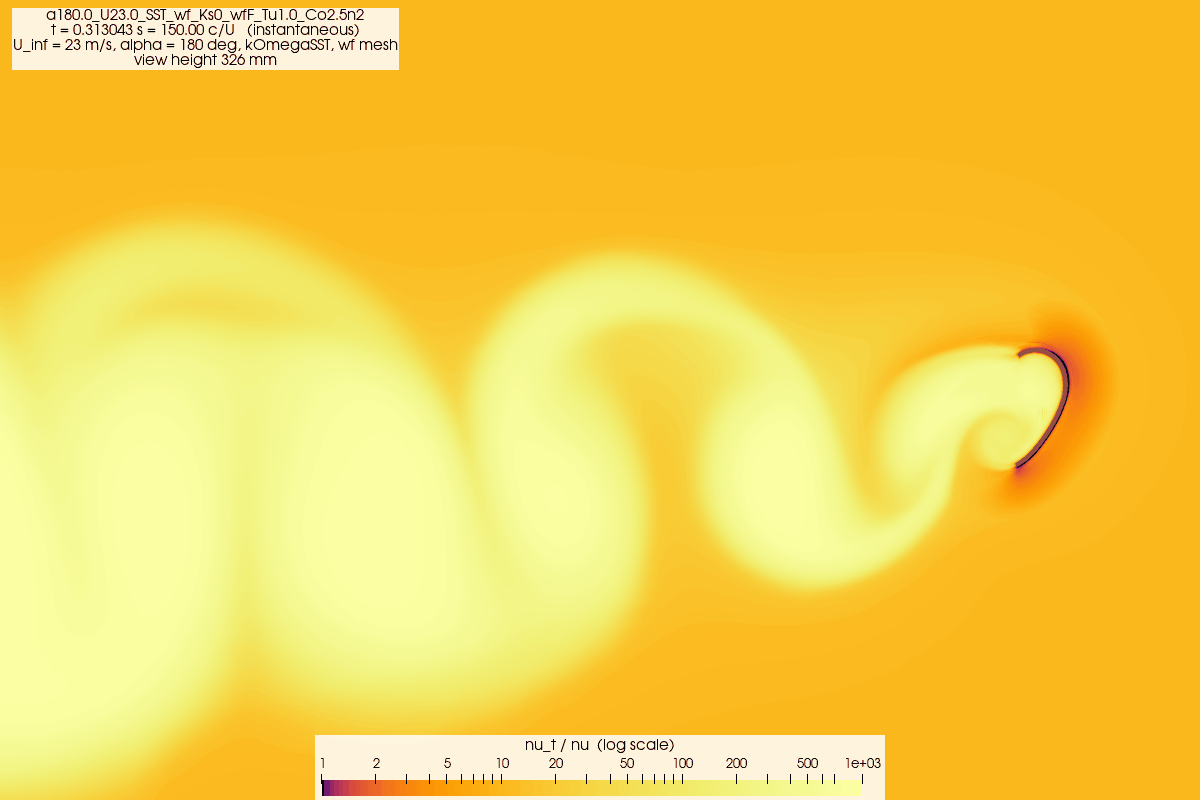 a180.0_U23.0_SST_wf_Ks0_wfF_Tu1.0_Co2.5n2
t = 0.313043 s = 150.00 c/U   (instantaneous)
U_inf = 23 m/s, alpha = 180 deg, kOmegaSST, wf mesh
view height 326 mm
nu_t / nu  (log scale)
1 2 5 10 20 50 100 200 500 1e+03